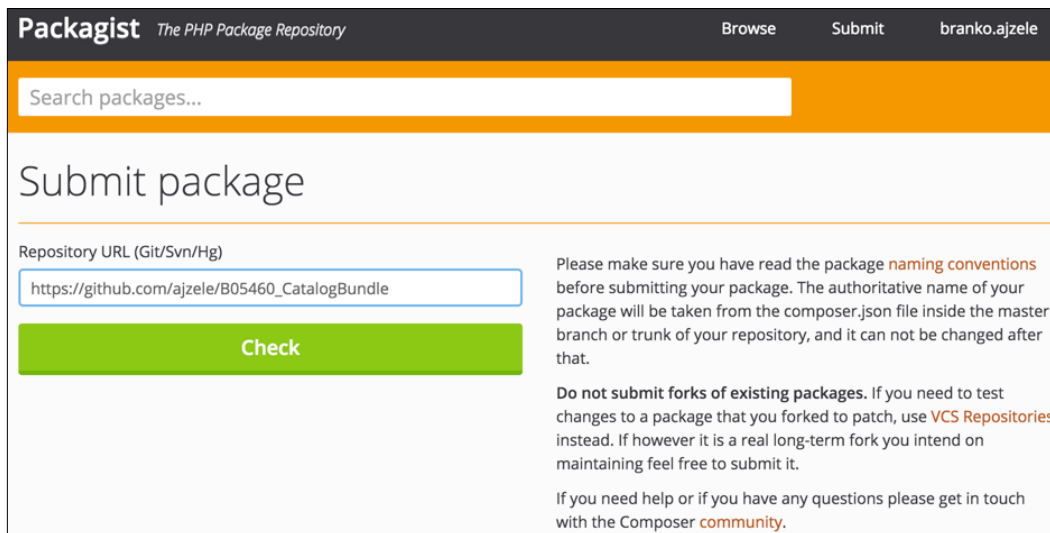 Packagist The PHP Package Repository Browse Submit branko.ajzele
Search packages...
Submit package
Repository URL (Git/Svn/Hg)
https://github.com/ajzele/B05460_CatalogBundle
Check
Please make sure you have read the package naming conventions
before submitting your package. The authoritative name of your
package will be taken from the composer.json file inside the master
branch or trunk of your repository, and it can not be changed after
that.
Do not submit forks of existing packages. If you need to test
changes to a package that you forked to patch, use VCS Repositories
instead. If however it is a real long-term fork you intend on
maintaining feel free to submit it.
If you need help or if you have any questions please get in touch
with the Composer community.